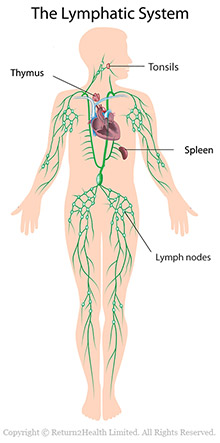 The Lymphatic System
Tonsils
Thymus
Spleen
Lymph nodes
Copyright © Return2Health Limited. All Rights Reserved.